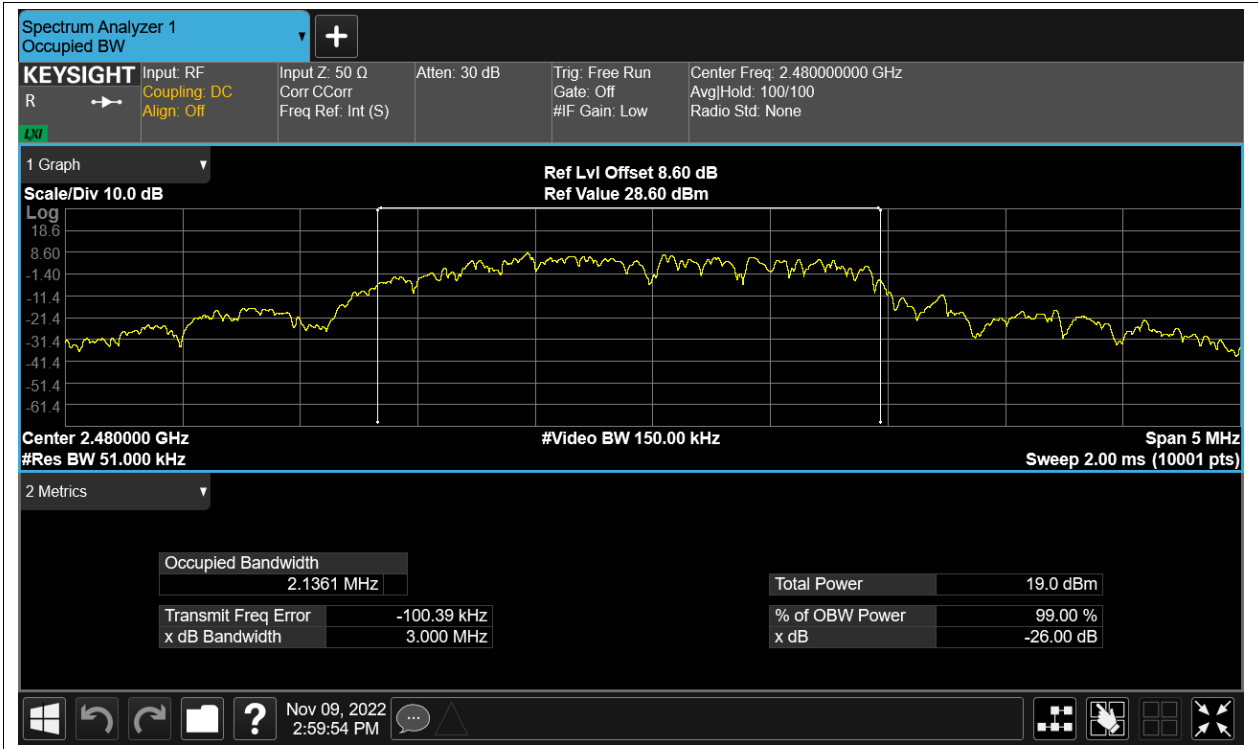 Spectrum Analyzer 1
Occupied BW
KEYSIGHT
R
LXI
Input: RF
Coupling: DC
Align: Off
Input Z: 50 Ω
Corr CCorr
Freq Ref: Int (S)
Atten: 30 dB
Trig: Free Run
Gate: Off
#IF Gain: Low
Center Freq: 2.480000000 GHz
Avg|Hold: 100/100
Radio Std: None
1 Graph
Scale/Div 10.0 dB
Ref Lvl Offset 8.60 dB
Ref Value 28.60 dBm
Log
18.6
8.60
-1.40
-11.4
-21.4
-31.4
-41.4
-51.4
-61.4
Center 2.480000 GHz
#Res BW 51.000 kHz
#Video BW 150.00 kHz
Span 5 MHz
Sweep 2.00 ms (10001 pts)
2 Metrics
Occupied Bandwidth
2.1361 MHz
Transmit Freq Error -100.39 kHz
x dB Bandwidth 3.000 MHz
Total Power 19.0 dBm
% of OBW Power 99.00 %
x dB -26.00 dB
?
Nov 09, 2022
2:59:54 PM